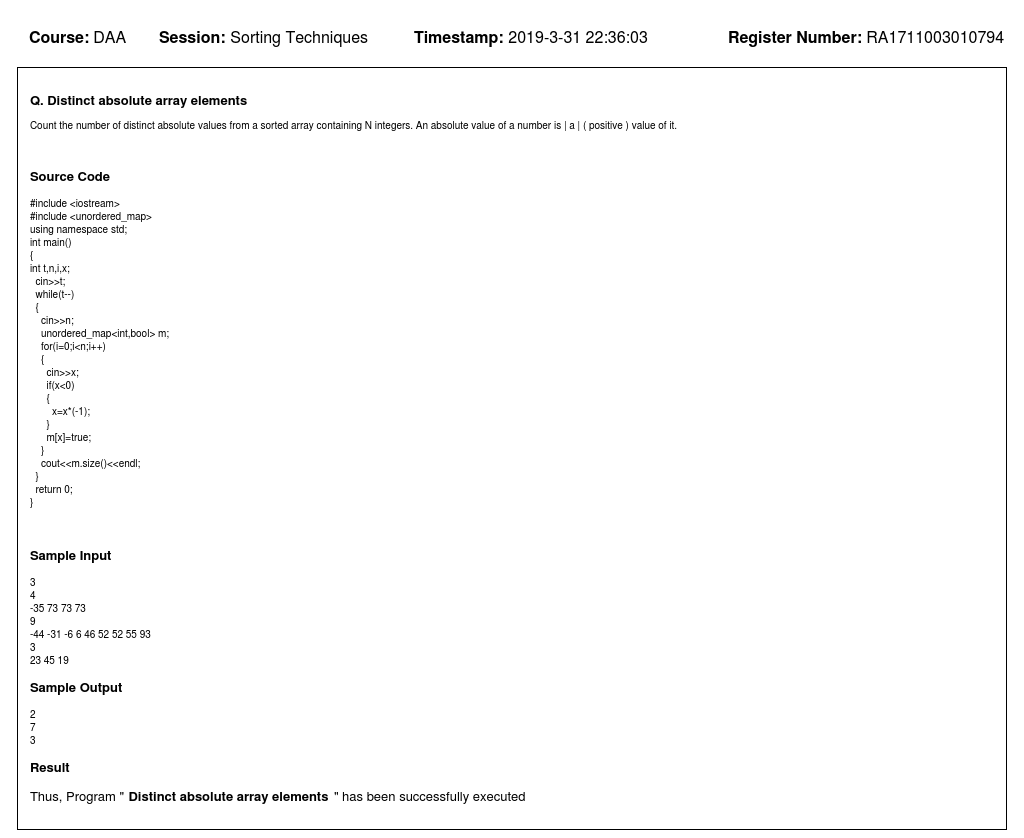 Course: DAA Session: Sorting Techniques Timestamp: 2019-3-31 22:36:03 Register Number: RA1711003010794
Q. Distinct absolute array elements
Count the number of distinct absolute values from a sorted array containing N integers. An absolute value of a number is | a | ( positive ) value of it.
Source Code
#include <iostream>
#include <unordered_map>
using namespace std;
int main()
{
int t,n,i,x;
  cin>>t;
  while(t--)
  {
    cin>>n;
    unordered_map<int,bool> m;
    for(i=0;i<n;i++)
    {
      cin>>x;
      if(x<0)
      {
        x=x*(-1);
      }
      m[x]=true;
    }
    cout<<m.size()<<endl;
  }
  return 0;
}
Sample Input
3
4
-35 73 73 73
9
-44 -31 -6 6 46 52 52 55 93
3
23 45 19
Sample Output
2
7
3
Result
Thus, Program " Distinct absolute array elements " has been successfully executed